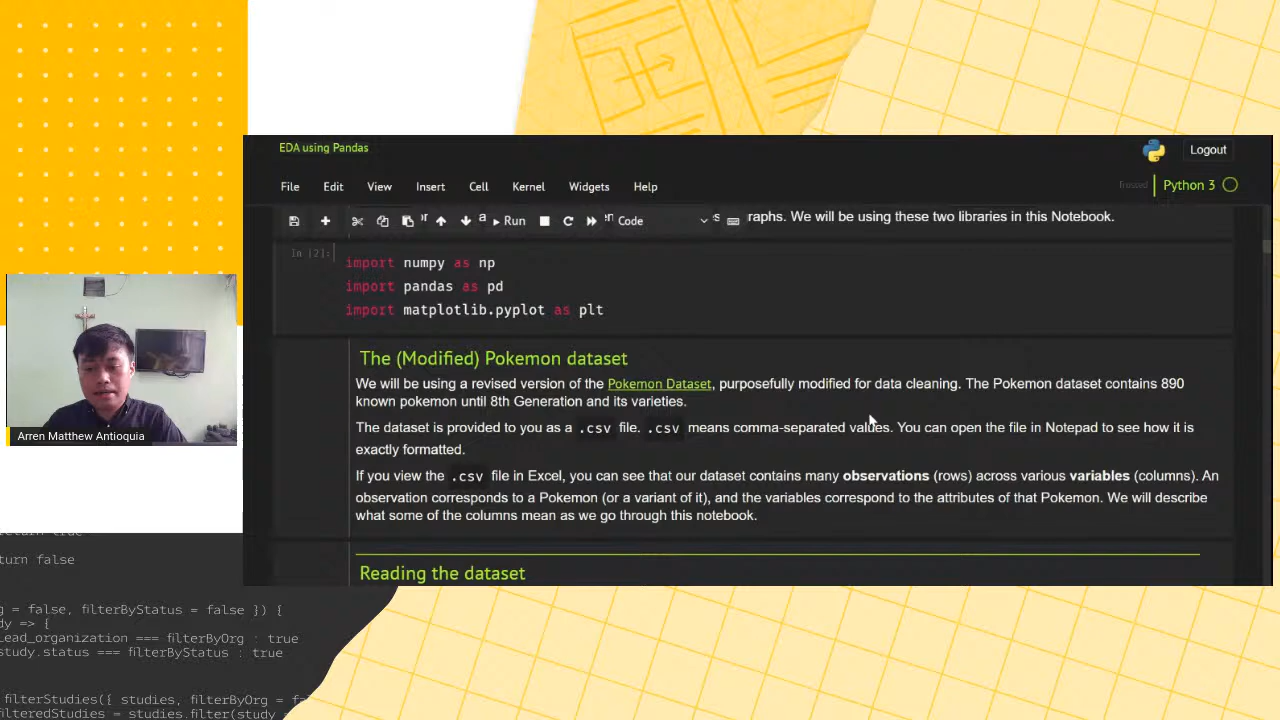 EDA using Pandas
Logout
File Edit View Insert Cell Kernel Widgets Help
Trusted Python 3
Run Code raphs. We will be using these two libraries in this Notebook.
In [2]:
import numpy as np
import pandas as pd
import matplotlib.pyplot as plt
The (Modified) Pokemon dataset
We will be using a revised version of the Pokemon Dataset, purposefully modified for data cleaning. The Pokemon dataset contains 890
known pokemon until 8th Generation and its varieties.
The dataset is provided to you as a .csv file. .csv means comma-separated values. You can open the file in Notepad to see how it is
exactly formatted.
If you view the .csv file in Excel, you can see that our dataset contains many observations (rows) across various variables (columns). An
observation corresponds to a Pokemon (or a variant of it), and the variables correspond to the attributes of that Pokemon. We will describe
what some of the columns mean as we go through this notebook.
Reading the dataset
Arren Matthew Antioquia
return true
turn false
g = false, filterByStatus = false }) {
dy => {
lead_organization === filterByOrg : true
study.status === filterByStatus : true
filterStudies({ studies, filterByOrg = fa
filteredStudies = studies.filter(study